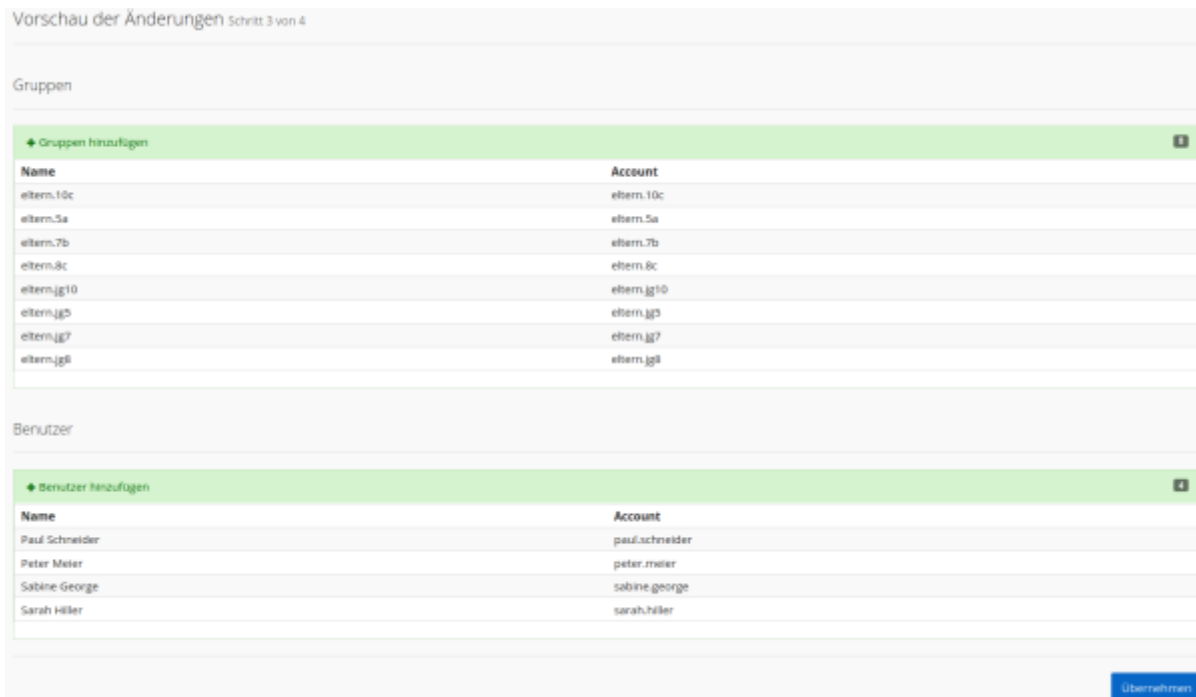 Vorschau der Änderungen Schritt 3 von 4
Gruppen
Gruppen hinzufügen 8
Name Account
eltern.10c eltern.10c
eltern.5a eltern.5a
eltern.7b eltern.7b
eltern.8c eltern.8c
eltern.jg10 eltern.jg10
eltern.jg5 eltern.jg5
eltern.jg7 eltern.jg7
eltern.jg8 eltern.jg8
Benutzer
Benutzer hinzufügen 4
Name Account
Paul Schneider paul.schneider
Peter Meier peter.meier
Sabine George sabine.george
Sarah Hiller sarah.hiller
Übernehmen